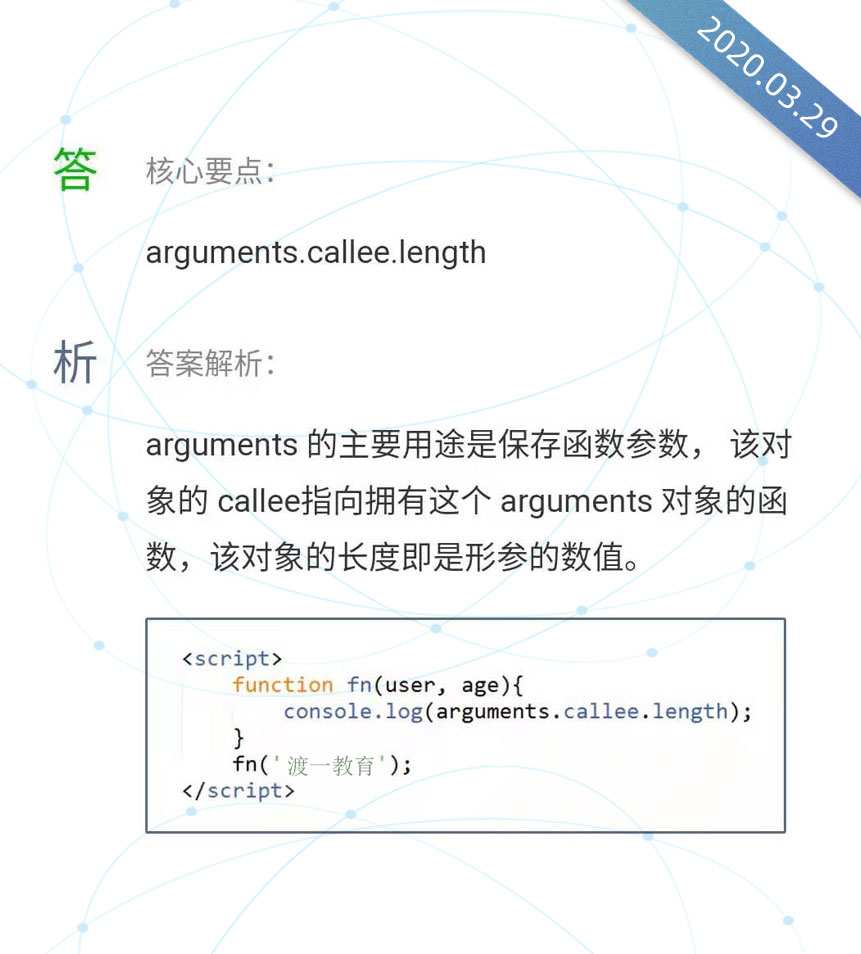 2020.03.29
答 核心要点：
arguments.callee.length
析 答案解析：
arguments 的主要用途是保存函数参数， 该对
象的 callee指向拥有这个 arguments 对象的函
数，该对象的长度即是形参的数值。
<script>
function fn(user, age){
console.log(arguments.callee.length);
}
fn('渡一教育');
</script>